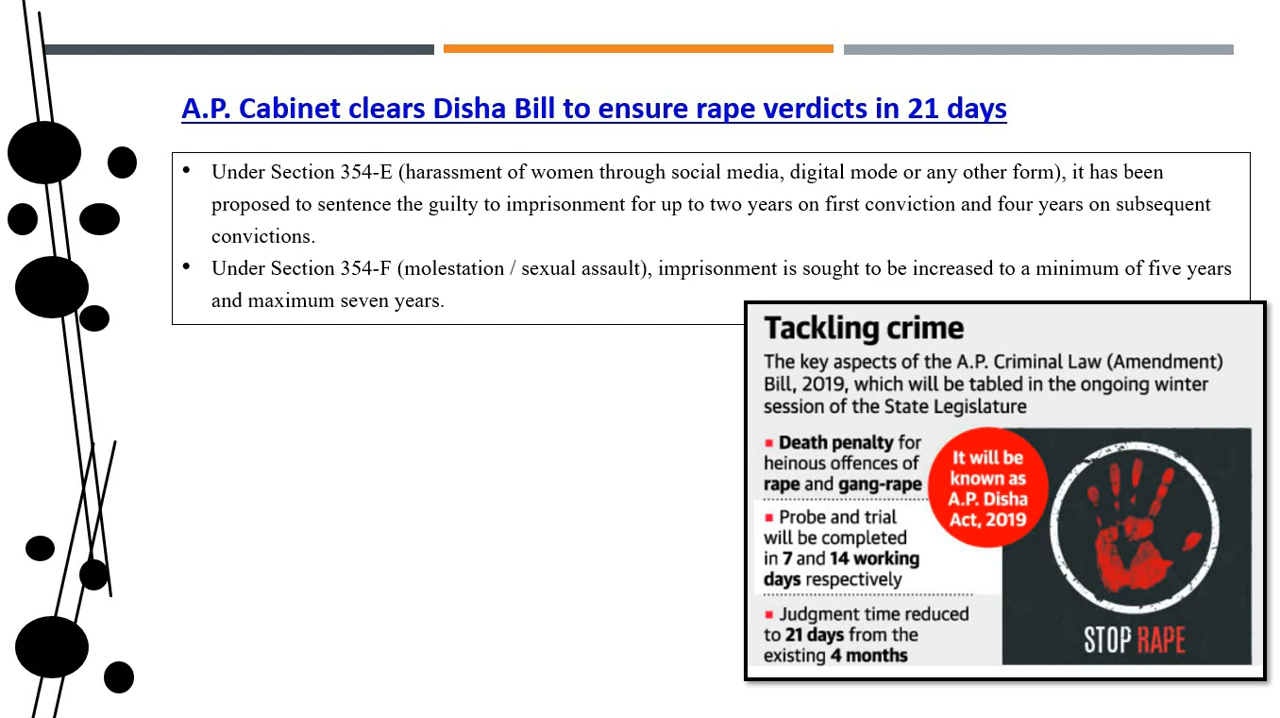 A.P. Cabinet clears Disha Bill to ensure rape verdicts in 21 days
• Under Section 354-E (harassment of women through social media, digital mode or any other form), it has been
proposed to sentence the guilty to imprisonment for up to two years on first conviction and four years on subsequent
convictions.
• Under Section 354-F (molestation / sexual assault), imprisonment is sought to be increased to a minimum of five years
and maximum seven years.
Tackling crime
The key aspects of the A.P. Criminal Law (Amendment)
Bill, 2019, which will be tabled in the ongoing winter
session of the State Legislature
▪ Death penalty for
heinous offences of
rape and gang-rape
▪ Probe and trial
will be completed
in 7 and 14 working
days respectively
▪ Judgment time reduced
to 21 days from the
existing 4 months
It will be
known as
A.P. Disha
Act, 2019
STOP RAPE